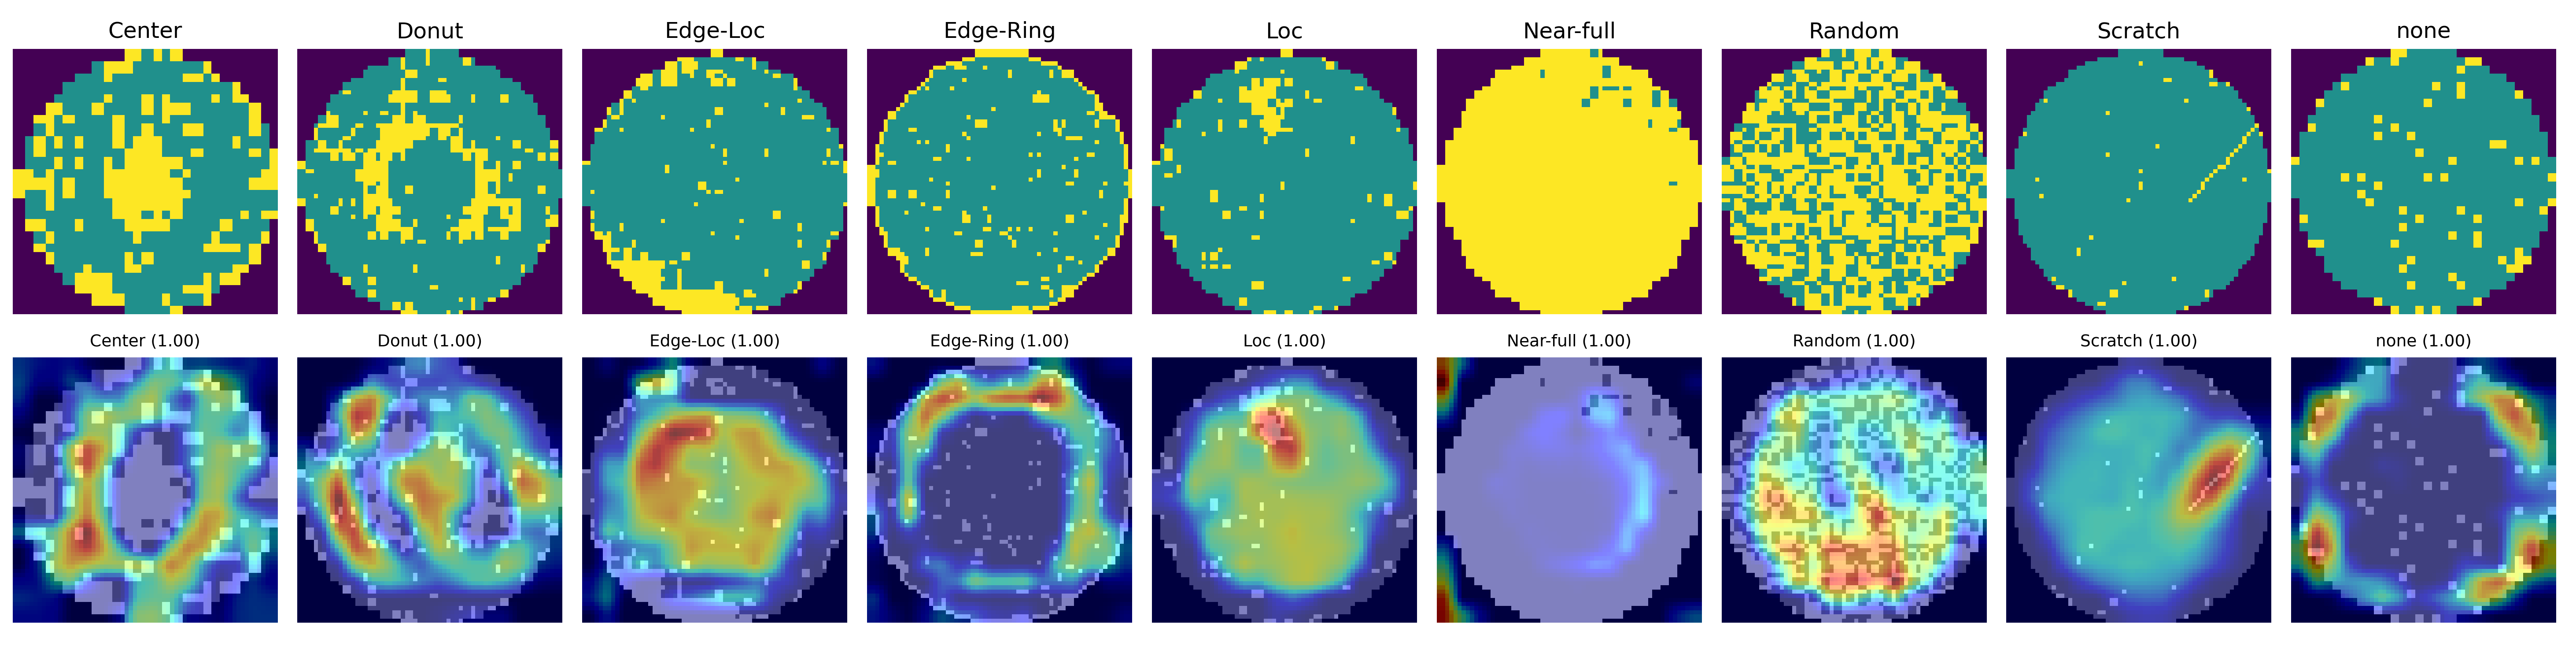 Center Donut Edge-Loc Edge-Ring Loc Near-full Random Scratch none
Center (1.00) Donut (1.00) Edge-Loc (1.00) Edge-Ring (1.00) Loc (1.00) Near-full (1.00) Random (1.00) Scratch (1.00) none (1.00)